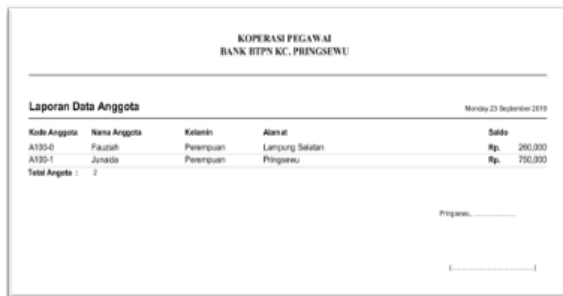 KOPERASI PEGAWAI
BANK BTPN KC. PRINGSEWU
Laporan Data Anggota Monday 23 September 2019
Kode Anggota Nama Anggota Kelamin Alamat Saldo
A100-0 Fauziah Perempuan Lampung Selatan Rp. 260,000
A100-1 Junaida Perempuan Pringsewu Rp. 750,000
Total Anggota : 2
Pringsewu, ....................
(....................................)